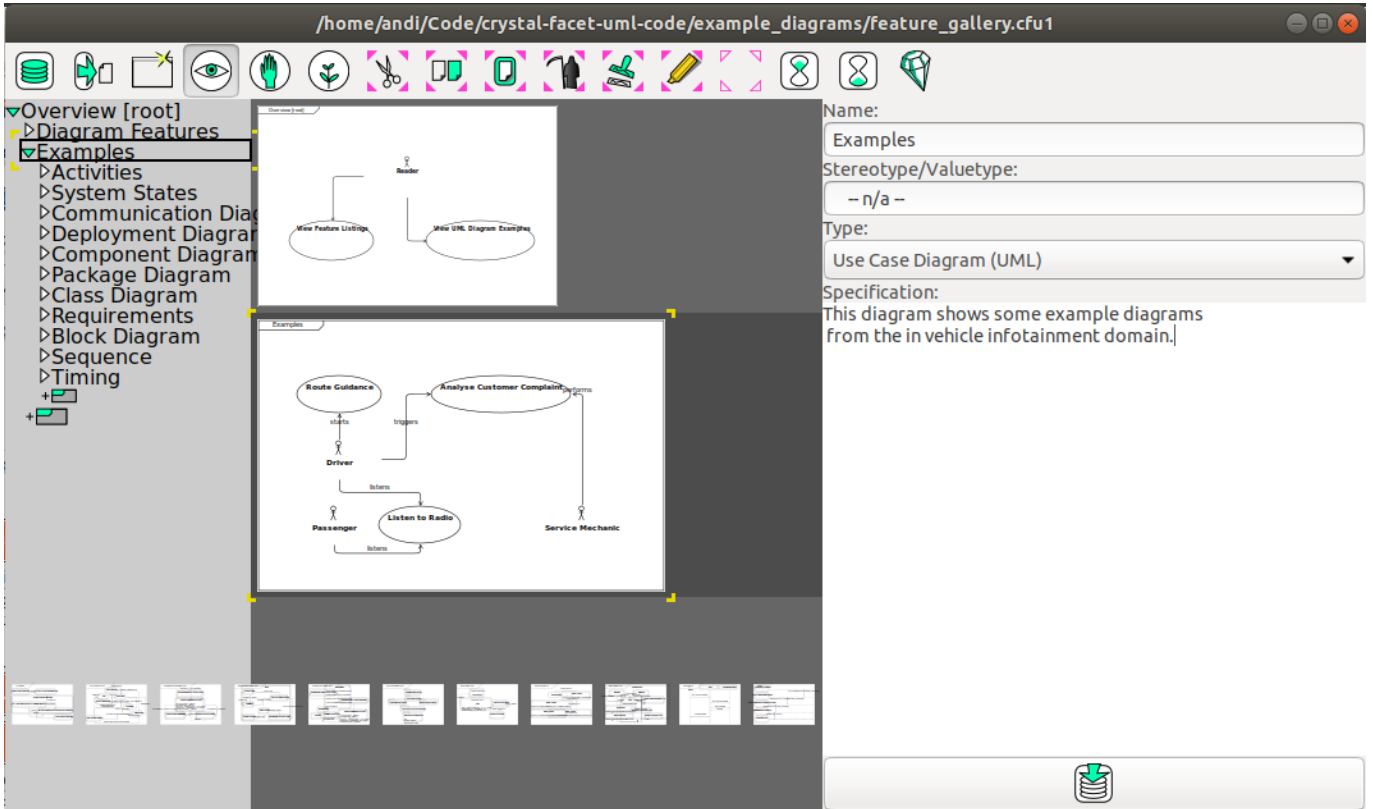 /home/andi/Code/crystal-facet-uml-code/example_diagrams/feature_gallery.cfu1
Overview [root]
Diagram Features
Examples
Activities
System States
Communication Diag
Deployment Diagrar
Component Diagram
Package Diagram
Class Diagram
Requirements
Block Diagram
Sequence
Timing
Overview [root]
Reader
View Feature Listings
View UML Diagram Examples
Examples
Route Guidance
Analyse Customer Complaint
performs
starts
triggers
Driver
listens
Passenger
Listen to Radio
Service Mechanic
listens
Name:
Examples
Stereotype/Valuetype:
-- n/a --
Type:
Use Case Diagram (UML)
Specification:
This diagram shows some example diagrams
from the in vehicle infotainment domain.